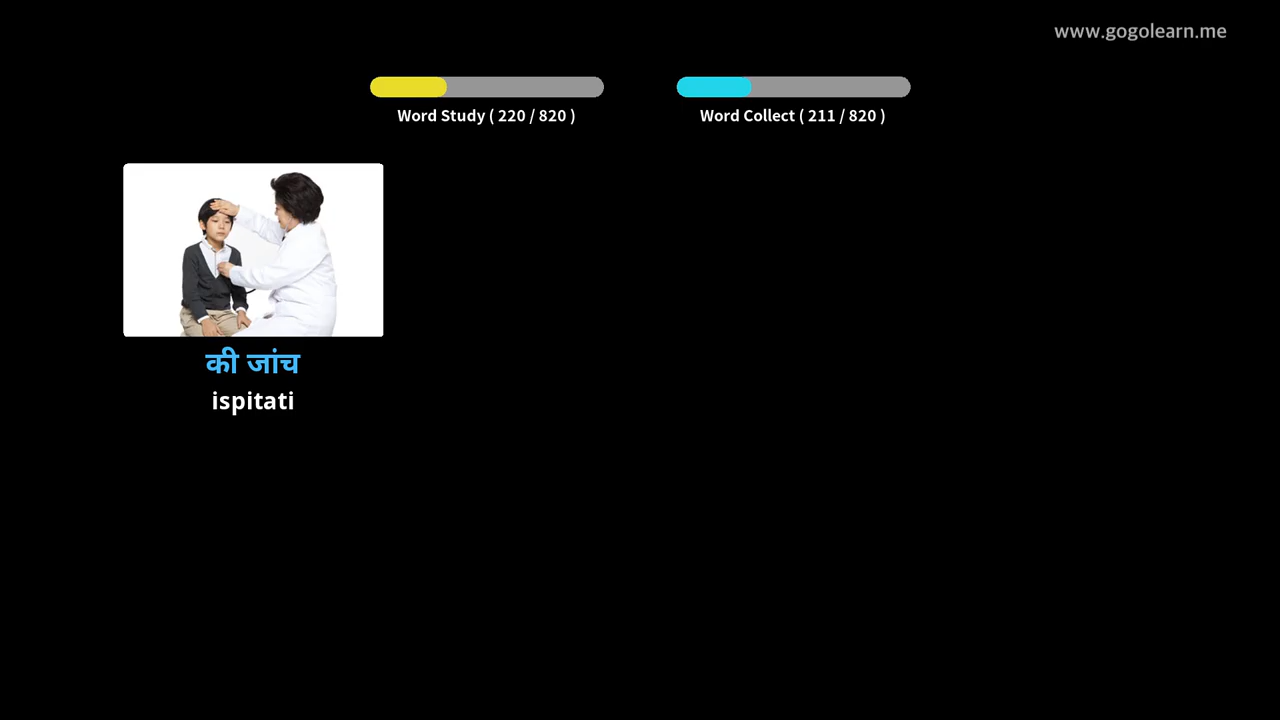 www.gogolearn.me
Word Study ( 220 / 820 )
Word Collect ( 211 / 820 )
की जांच
ispitati